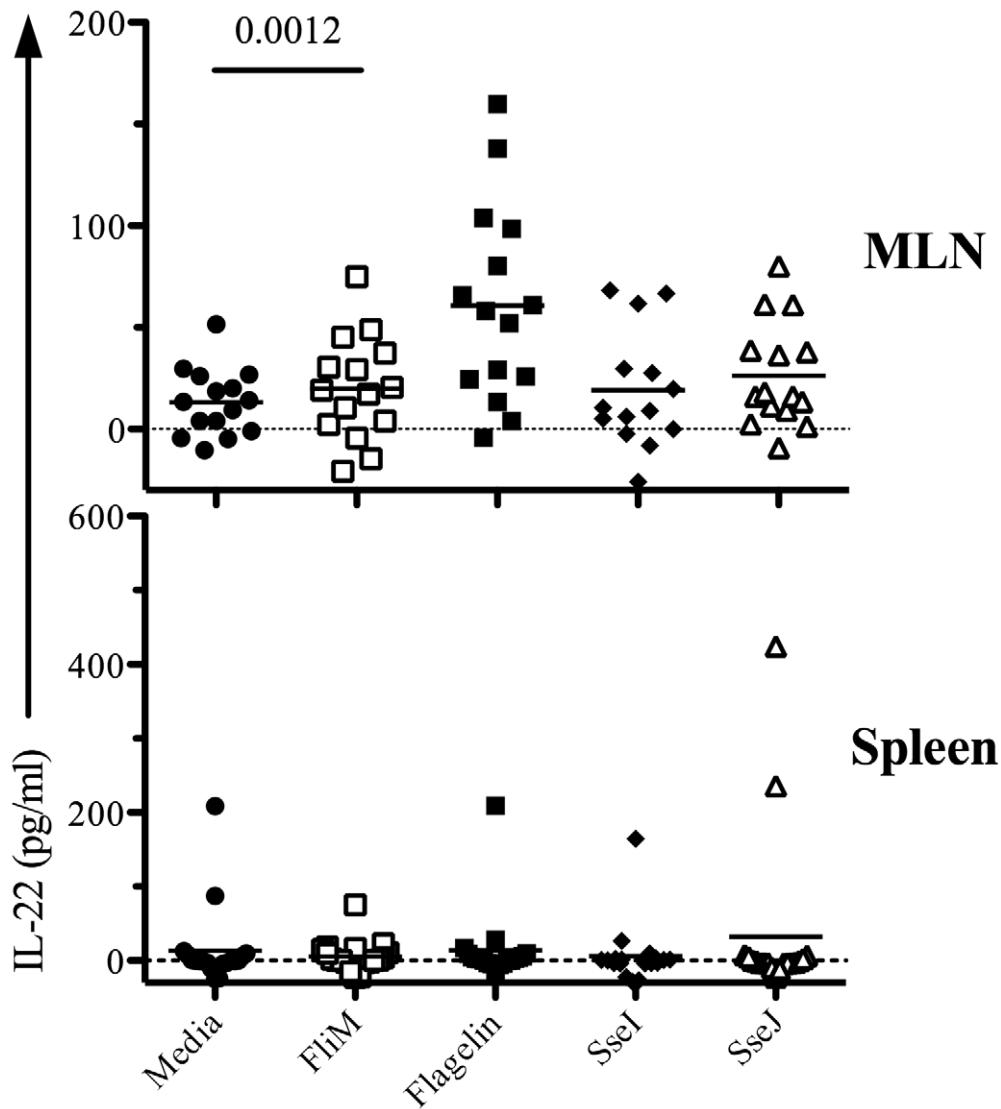 200
0.0012
100
MLN
0
600
400
Spleen
200
0
IL-22 (pg/ml)
Media
FliM
Flagelin
SseI
SseJ